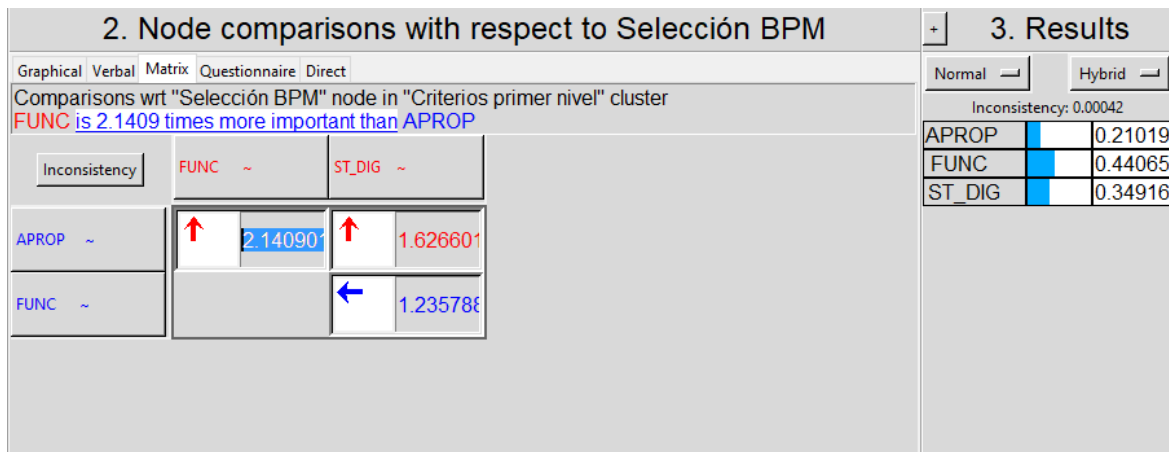 2. Node comparisons with respect to Selección BPM
Graphical Verbal Matrix Questionnaire Direct
Comparisons wrt "Selección BPM" node in "Criterios primer nivel" cluster
FUNC is 2.1409 times more important than APROP
Inconsistency FUNC ~ ST_DIG ~
APROP ~ 2.140901 1.626601
FUNC ~ 1.235788
+ 3. Results
Normal Hybrid
Inconsistency: 0.00042
APROP 0.21019
FUNC 0.44065
ST_DIG 0.34916